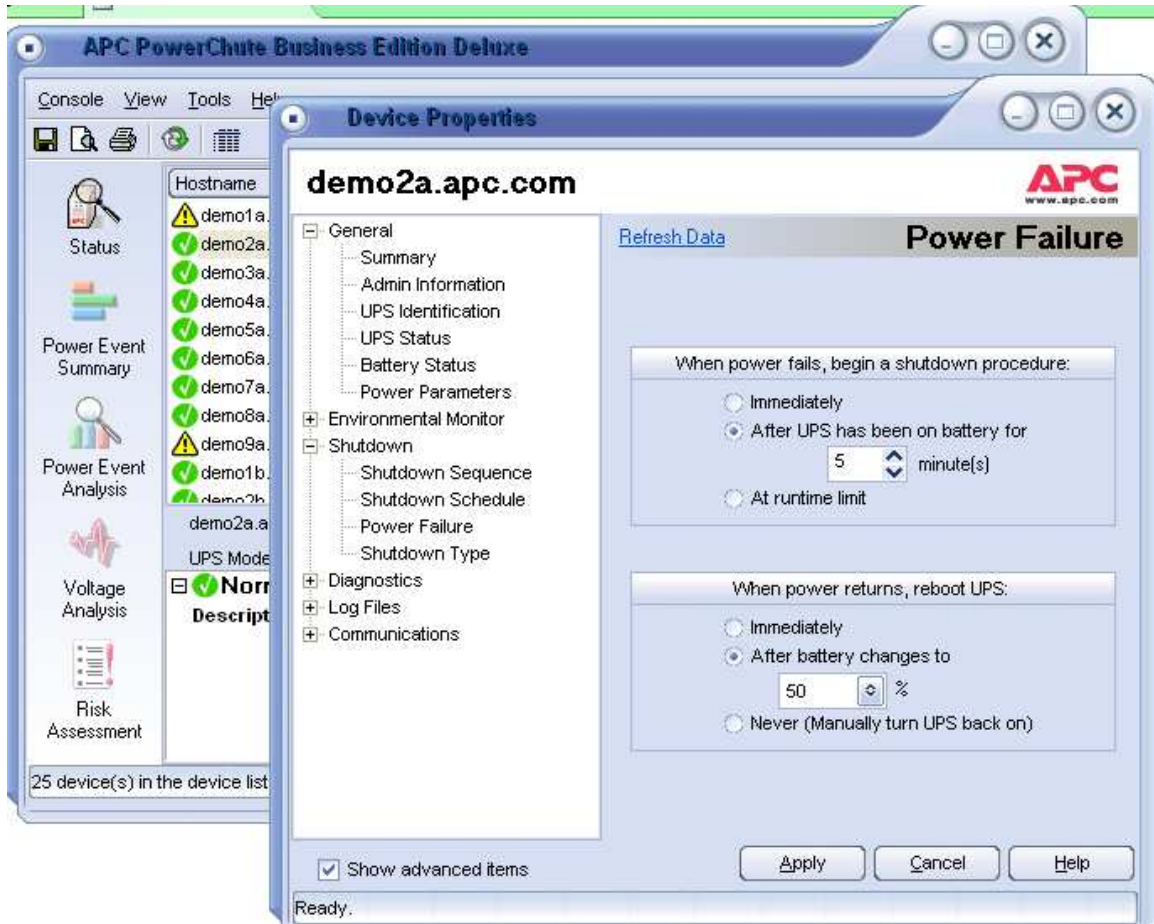 APC PowerChute Business Edition Deluxe
Console View Tools Help
Status
Power Event
Summary
Power Event
Analysis
Voltage
Analysis
Risk
Assessment
Hostname
demo1a.
demo2a.
demo3a.
demo4a.
demo5a.
demo6a.
demo7a.
demo8a.
demo9a.
demo1b.
demo2b
demo2a.a
UPS Mode
Norr
Descript
25 device(s) in the device list
Device Properties
demo2a.apc.com
APC
www.apc.com
General
Summary
Admin Information
UPS Identification
UPS Status
Battery Status
Power Parameters
Environmental Monitor
Shutdown
Shutdown Sequence
Shutdown Schedule
Power Failure
Shutdown Type
Diagnostics
Log Files
Communications
Refresh Data
Power Failure
When power fails, begin a shutdown procedure:
Immediately
After UPS has been on battery for
5 minute(s)
At runtime limit
When power returns, reboot UPS:
Immediately
After battery changes to
50 %
Never (Manually turn UPS back on)
Show advanced items
Apply Cancel Help
Ready.